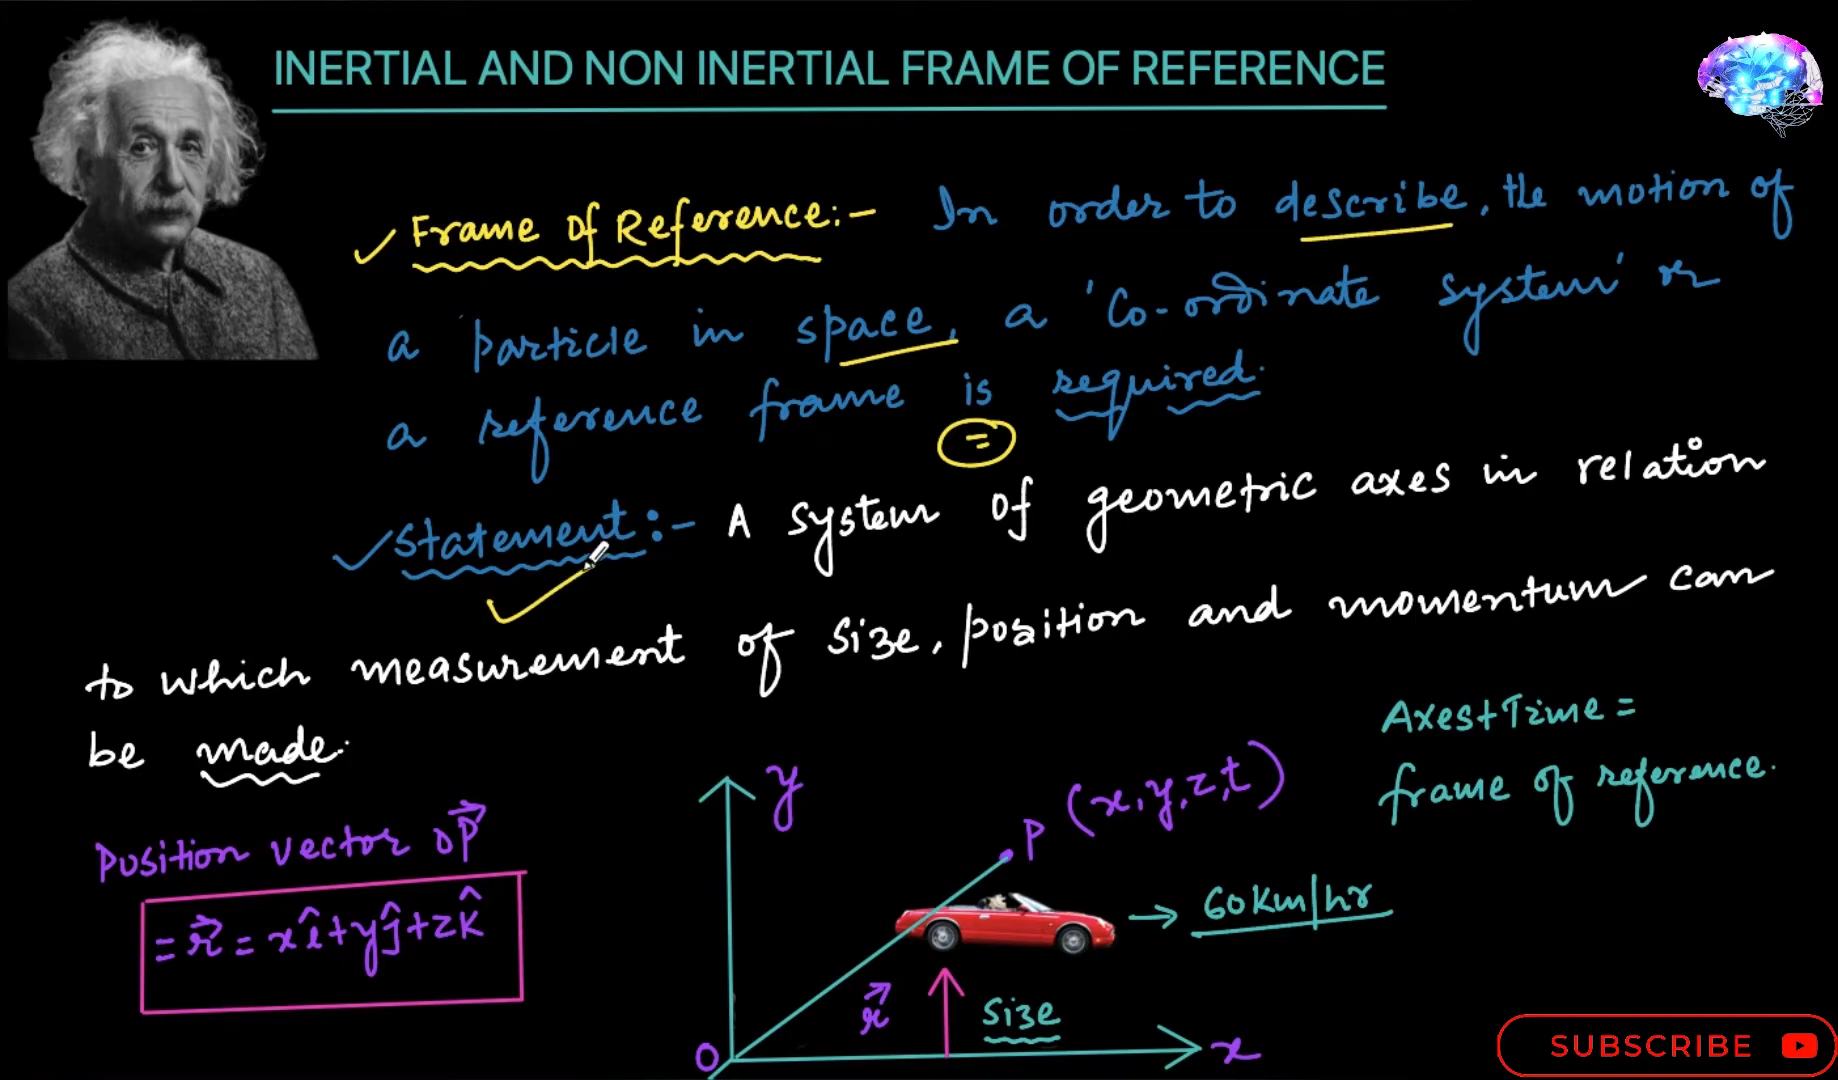 INERTIAL AND NON INERTIAL FRAME OF REFERENCE
Frame of Reference:- In order to describe, the motion of
a particle in space, a 'Co-ordinate system' or
a reference frame is required.
=
Statement:- A system of geometric axes in relation
to which measurement of size, position and momentum can
be made.
Axes+Time =
frame of reference.
Position vector OP⃗
= r⃗ = xî+yĵ+zk̂
y
P (x,y,z,t)
→ 60Km/hr
r⃗
size
O
x
SUBSCRIBE